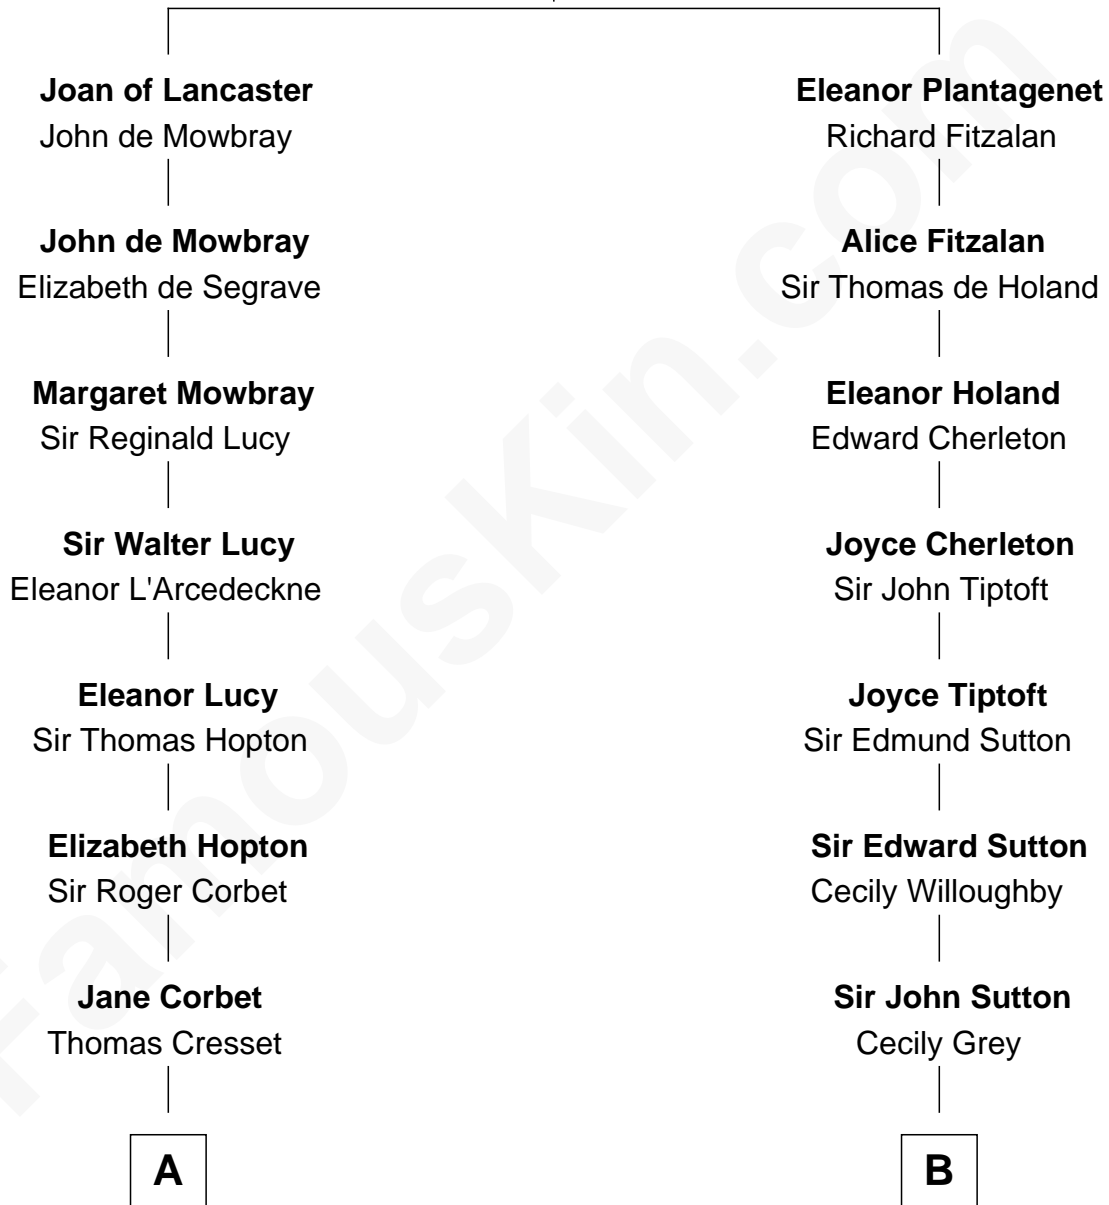 Joan of Lancaster
John de Mowbray
John de Mowbray
Elizabeth de Segrave
Margaret Mowbray
Sir Reginald Lucy
Sir Walter Lucy
Eleanor L'Arcedeckne
Eleanor Lucy
Sir Thomas Hopton
Elizabeth Hopton
Sir Roger Corbet
Jane Corbet
Thomas Cresset
A
Eleanor Plantagenet
Richard Fitzalan
Alice Fitzalan
Sir Thomas de Holand
Eleanor Holand
Edward Cherleton
Joyce Cherleton
Sir John Tiptoft
Joyce Tiptoft
Sir Edmund Sutton
Sir Edward Sutton
Cecily Willoughby
Sir John Sutton
Cecily Grey
B
FamousKin.com